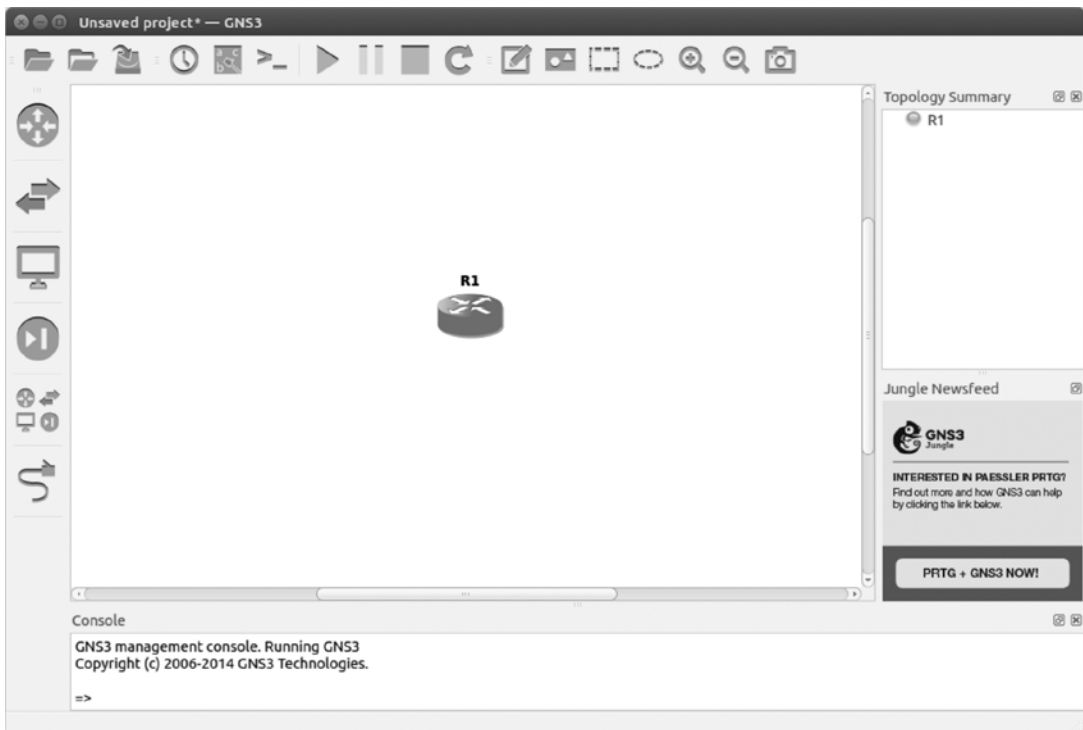 Unsaved project* — GNS3
Topology Summary
R1
R1
Jungle Newsfeed
GNS3
Jungle
INTERESTED IN PAESSLER PRTG?
Find out more and how GNS3 can help
by clicking the link below.
PRTG + GNS3 NOW!
Console
GNS3 management console. Running GNS3
Copyright (c) 2006-2014 GNS3 Technologies.
=>